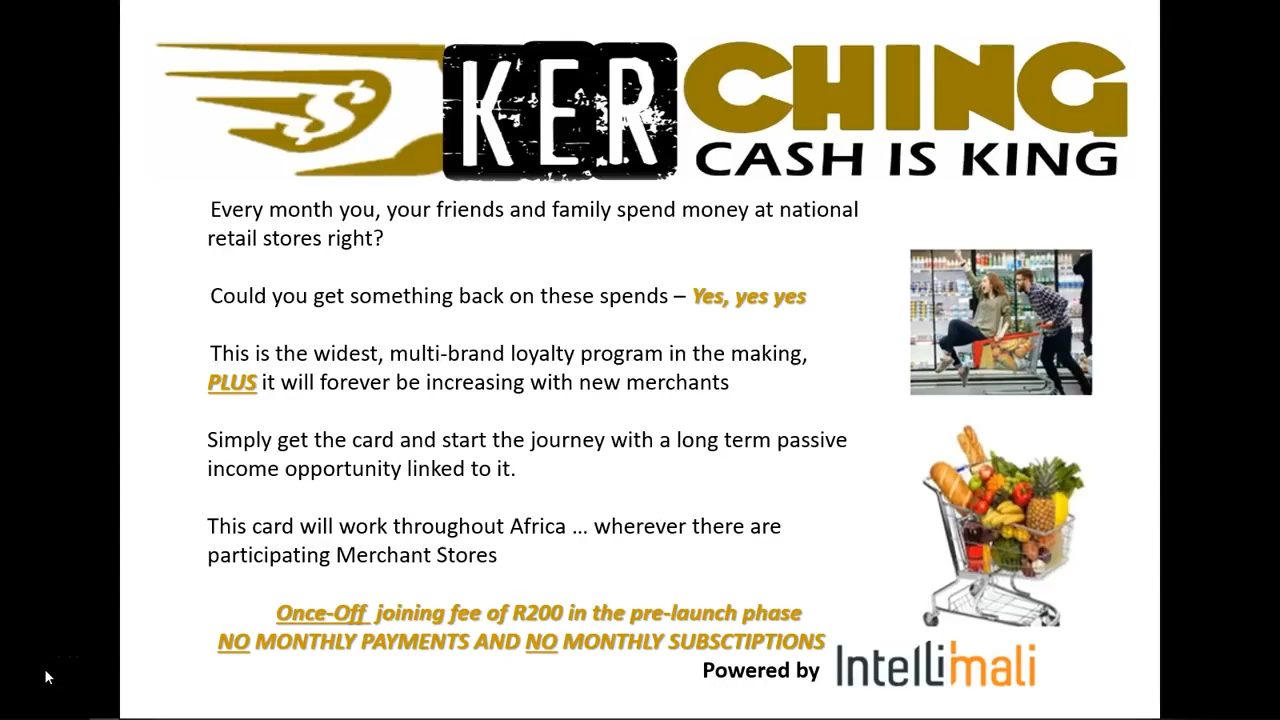 KER CHING
CASH IS KING
Every month you, your friends and family spend money at national
retail stores right?
Could you get something back on these spends – Yes, yes yes
This is the widest, multi-brand loyalty program in the making,
PLUS it will forever be increasing with new merchants
Simply get the card and start the journey with a long term passive
income opportunity linked to it.
This card will work throughout Africa ... wherever there are
participating Merchant Stores
Once-Off joining fee of R200 in the pre-launch phase
NO MONTHLY PAYMENTS AND NO MONTHLY SUBSCTIPTIONS
Powered by Intellimali